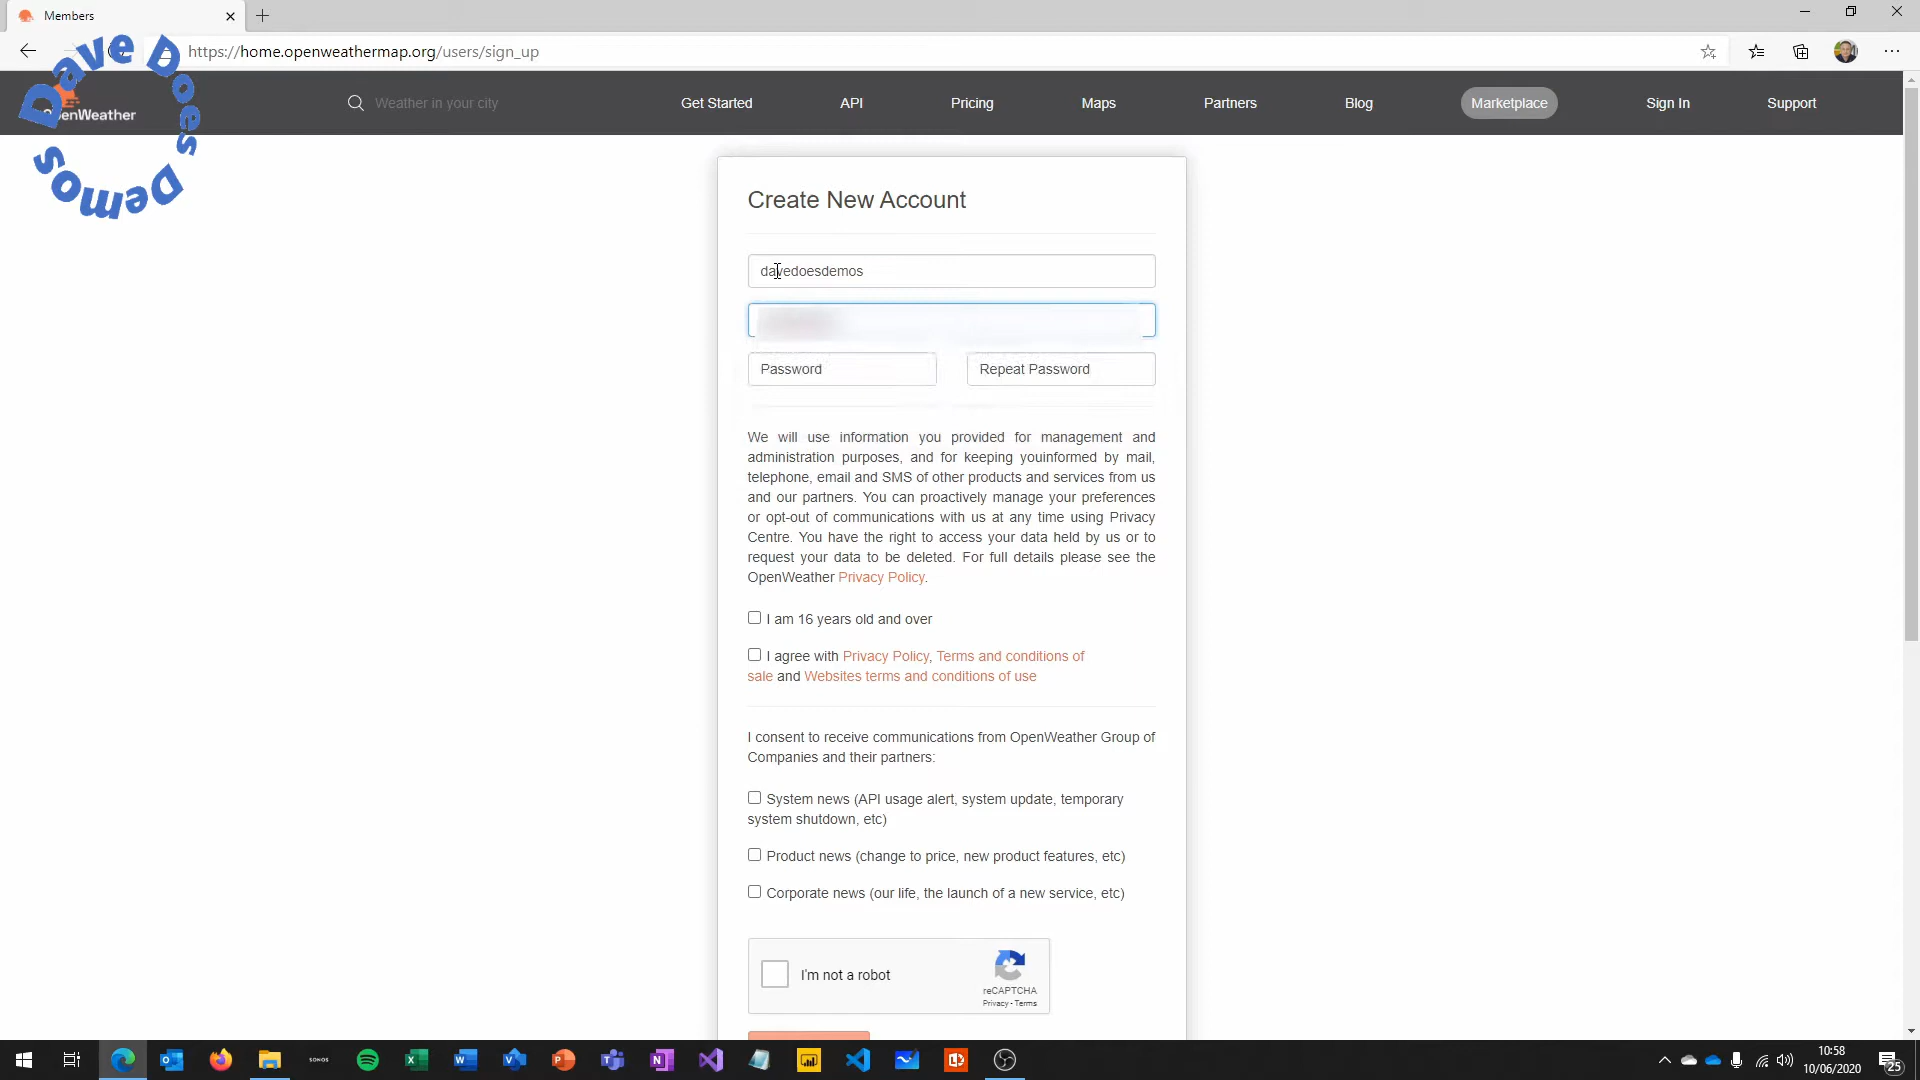 Members
https://home.openweathermap.org/users/sign_up
Dave Does Demos
enWeather
Weather in your city
Get Started
API
Pricing
Maps
Partners
Blog
Marketplace
Sign In
Support
Create New Account
davedoesdemos
Password
Repeat Password
We will use information you provided for management and
administration purposes, and for keeping youinformed by mail,
telephone, email and SMS of other products and services from us
and our partners. You can proactively manage your preferences
or opt-out of communications with us at any time using Privacy
Centre. You have the right to access your data held by us or to
request your data to be deleted. For full details please see the
OpenWeather Privacy Policy.
I am 16 years old and over
I agree with Privacy Policy, Terms and conditions of
sale and Websites terms and conditions of use
I consent to receive communications from OpenWeather Group of
Companies and their partners:
System news (API usage alert, system update, temporary
system shutdown, etc)
Product news (change to price, new product features, etc)
Corporate news (our life, the launch of a new service, etc)
I'm not a robot
reCAPTCHA
Privacy - Terms
SONOS
10:58
10/06/2020
25